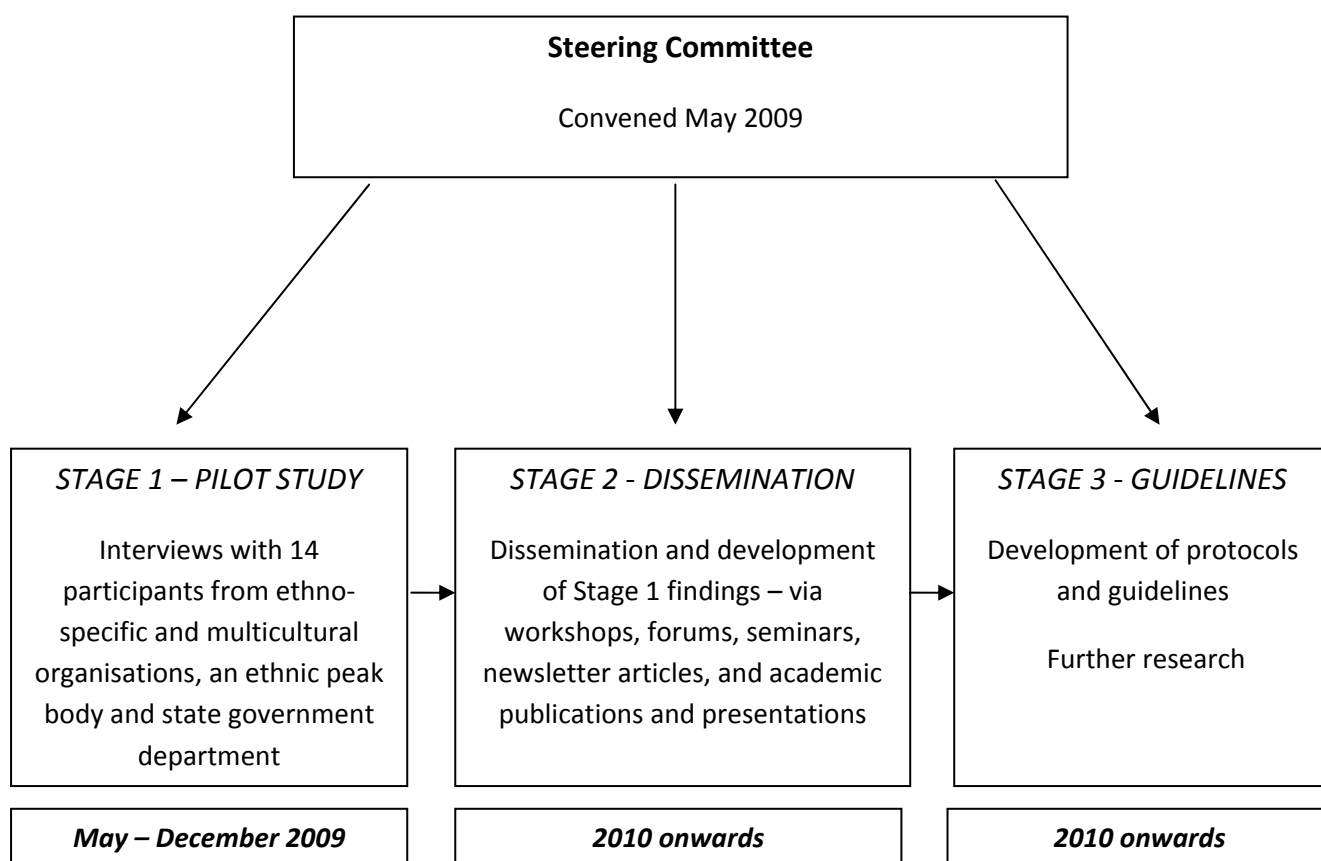 Steering Committee
Convened May 2009
STAGE 1 – PILOT STUDY
Interviews with 14
participants from ethno-
specific and multicultural
organisations, an ethnic peak
body and state government
department
STAGE 2 - DISSEMINATION
Dissemination and development
of Stage 1 findings – via
workshops, forums, seminars,
newsletter articles, and academic
publications and presentations
STAGE 3 - GUIDELINES
Development of protocols
and guidelines
Further research
May – December 2009
2010 onwards
2010 onwards